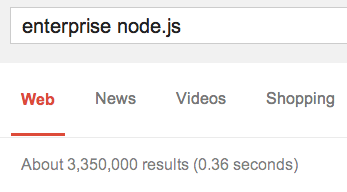 enterprise node.js
Web News Videos Shopping
About 3,350,000 results (0.36 seconds)